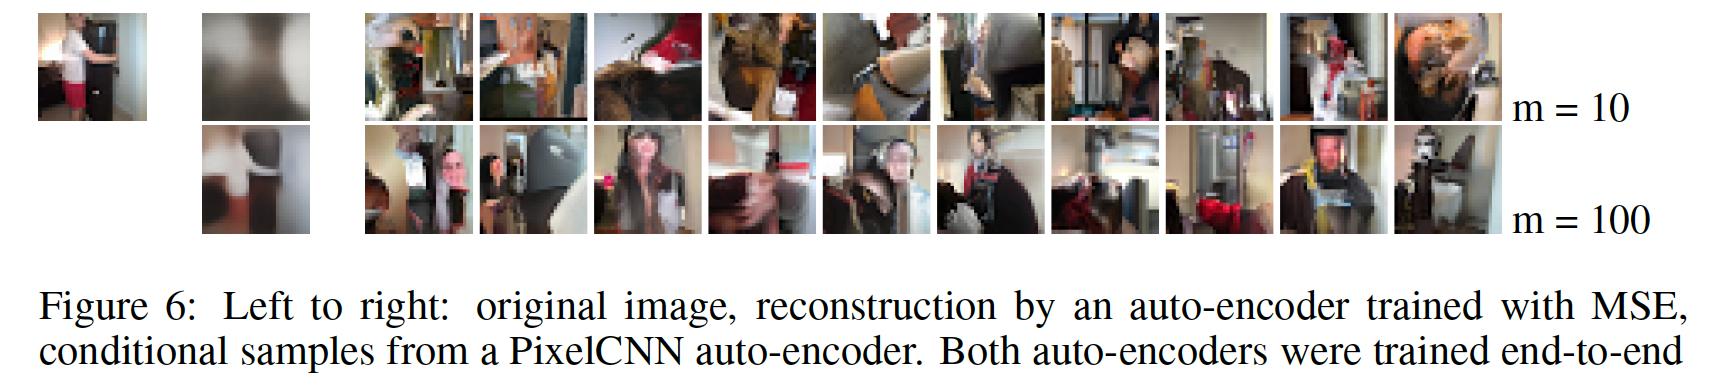 m = 10
m = 100
Figure 6: Left to right: original image, reconstruction by an auto-encoder trained with MSE,
conditional samples from a PixelCNN auto-encoder. Both auto-encoders were trained end-to-end